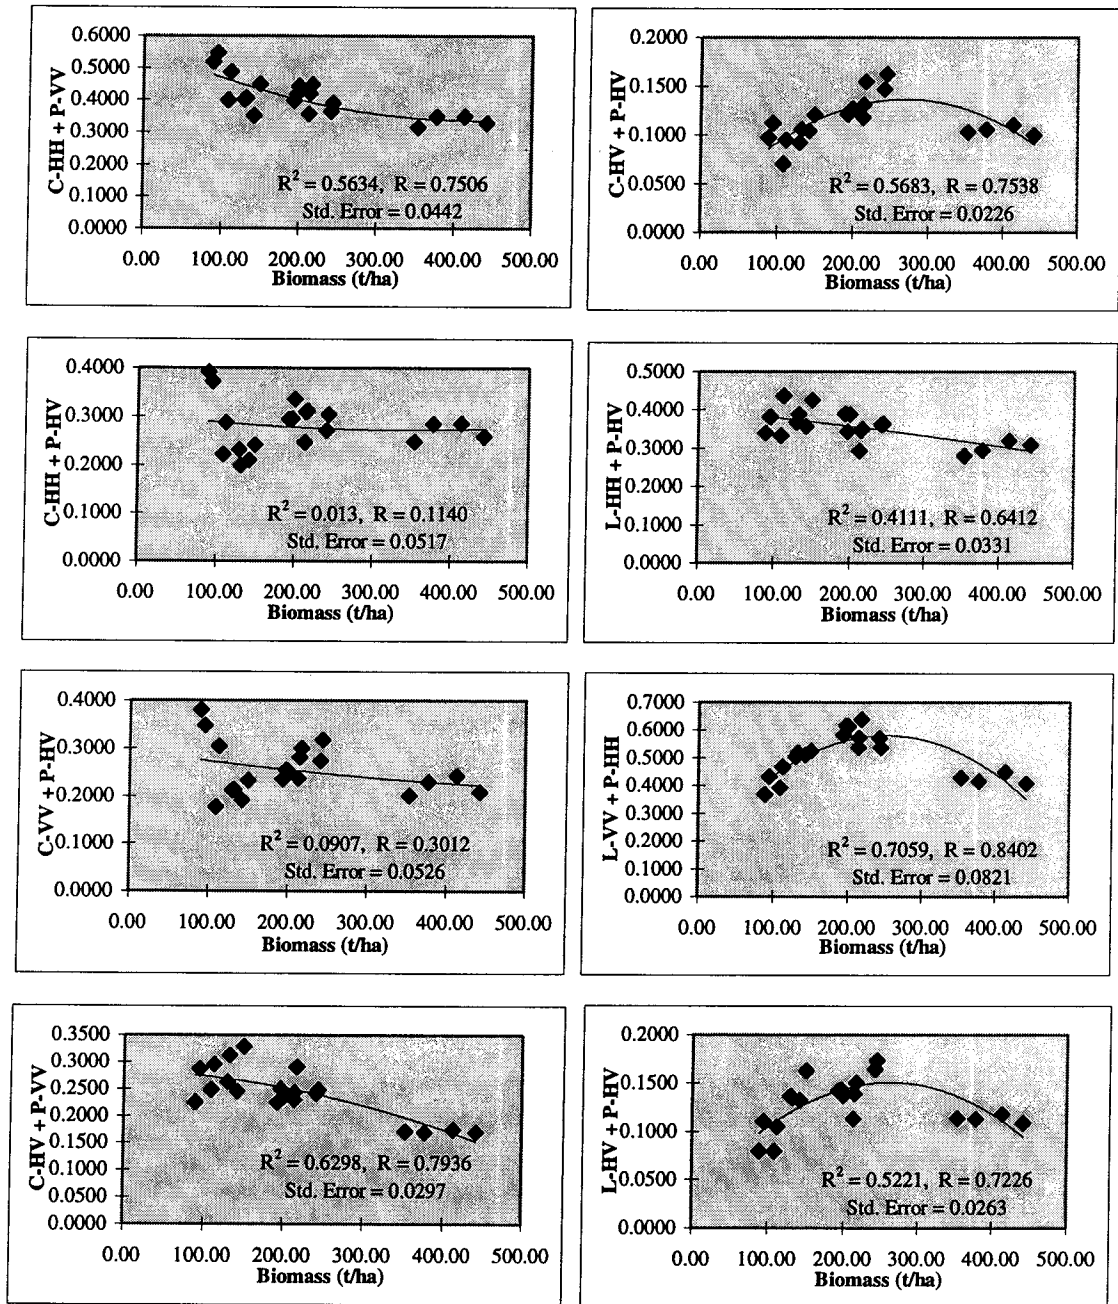 C-HH + P-VV
0.6000
0.5000
0.4000
0.3000
0.2000
0.1000
0.0000
R² = 0.5634, R = 0.7506
Std. Error = 0.0442
0.00 100.00 200.00 300.00 400.00 500.00
Biomass (t/ha)
C-HV + P-HV
0.2000
0.1500
0.1000
0.0500
0.0000
R² = 0.5683, R = 0.7538
Std. Error = 0.0226
0.00 100.00 200.00 300.00 400.00 500.00
Biomass (t/ha)
C-HH + P-HV
0.4000
0.3000
0.2000
0.1000
0.0000
R² = 0.013, R = 0.1140
Std. Error = 0.0517
0.00 100.00 200.00 300.00 400.00 500.00
Biomass (t/ha)
L-HH + P-HV
0.5000
0.4000
0.3000
0.2000
0.1000
0.0000
R² = 0.4111, R = 0.6412
Std. Error = 0.0331
0.00 100.00 200.00 300.00 400.00 500.00
Biomass (t/ha)
C-VV + P-HV
0.4000
0.3000
0.2000
0.1000
0.0000
R² = 0.0907, R = 0.3012
Std. Error = 0.0526
0.00 100.00 200.00 300.00 400.00 500.00
Biomass (t/ha)
L-VV + P-HH
0.7000
0.6000
0.5000
0.4000
0.3000
0.2000
0.1000
0.0000
R² = 0.7059, R = 0.8402
Std. Error = 0.0821
0.00 100.00 200.00 300.00 400.00 500.00
Biomass (t/ha)
C-HV + P-VV
0.3500
0.3000
0.2500
0.2000
0.1500
0.1000
0.0500
0.0000
R² = 0.6298, R = 0.7936
Std. Error = 0.0297
0.00 100.00 200.00 300.00 400.00 500.00
Biomass (t/ha)
L-HV + P-HV
0.2000
0.1500
0.1000
0.0500
0.0000
R² = 0.5221, R = 0.7226
Std. Error = 0.0263
0.00 100.00 200.00 300.00 400.00 500.00
Biomass (t/ha)